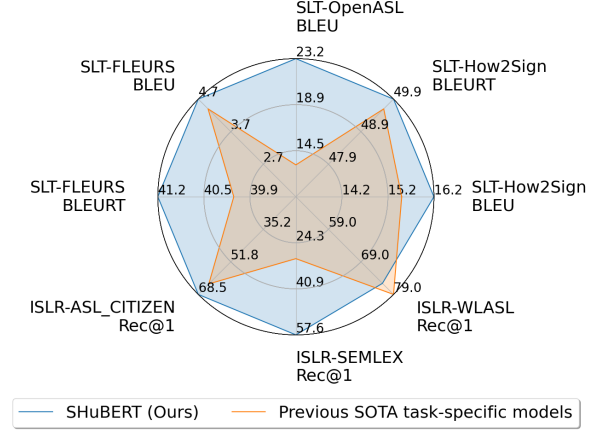 SLT-OpenASL
BLEU
23.2
SLT-FLEURS
BLEU
SLT-How2Sign
BLEURT
4.7
49.9
18.9
3.7
48.9
14.5
2.7
47.9
SLT-FLEURS
BLEURT
41.2
40.5
39.9
14.2
15.2
16.2
SLT-How2Sign
BLEU
35.2
59.0
24.3
51.8
69.0
40.9
68.5
79.0
ISLR-ASL_CITIZEN
Rec@1
ISLR-WLASL
Rec@1
57.6
ISLR-SEMLEX
Rec@1
SHuBERT (Ours)
Previous SOTA task-specific models